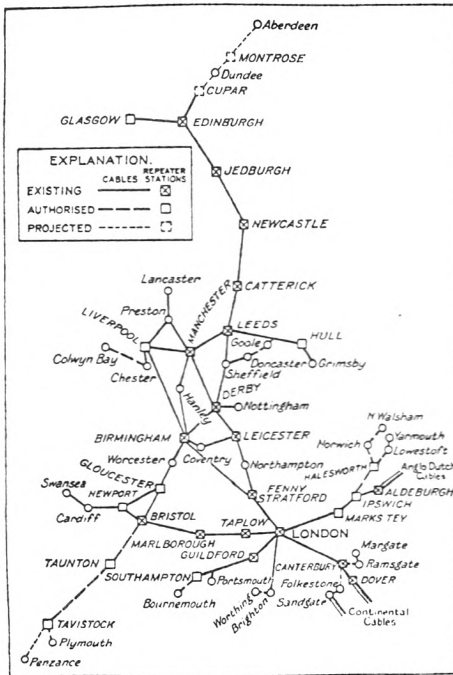 Aberdeen
MONTROSE
Dundee
CUPAR
GLASGOW
EDINBURGH
EXPLANATION.
CABLES REPEATER STATIONS
EXISTING
AUTHORISED
PROJECTED
JEDBURGH
NEWCASTLE
CATTERICK
Lancaster
Preston
MANCHESTER
LIVERPOOL
LEEDS
Goole
HULL
Colwyn Bay
Chester
Doncaster
Grimsby
Sheffield
DERBY
Hanley
Nottingham
BIRMINGHAM
LEICESTER
N Walsham
Norwich
Yarmouth
Lowestoft
Worcester
Coventry
Northampton
HALESWORTH
Anglo Dutch
Cables
GLOUCESTER
FENNY
STRATFORD
ALDEBURGH
IPSWICH
Swansea
NEWPORT
MARKS TEY
Cardiff
BRISTOL
TAPLOW
LONDON
MARLBOROUGH
GUILDFORD
Margate
CANTERBURY
Ramsgate
TAUNTON
SOUTHAMPTON
Portsmouth
Folkestone
DOVER
Bournemouth
Worthing
Brighton
Sandgate
Continental
Cables
TAVISTOCK
Plymouth
Penzance